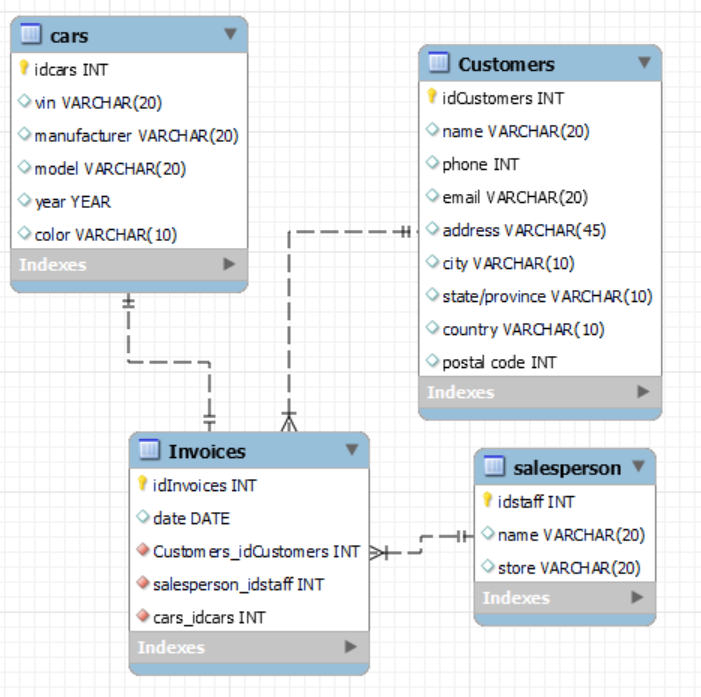 cars
idcars INT
vin VARCHAR(20)
manufacturer VARCHAR(20)
model VARCHAR(20)
year YEAR
color VARCHAR(10)
Indexes
Customers
idCustomers INT
name VARCHAR(20)
phone INT
email VARCHAR(20)
address VARCHAR(45)
city VARCHAR(10)
state/province VARCHAR(10)
country VARCHAR(10)
postal code INT
Indexes
Invoices
idInvoices INT
date DATE
Customers_idCustomers INT
salesperson_idstaff INT
cars_idcars INT
Indexes
salesperson
idstaff INT
name VARCHAR(20)
store VARCHAR(20)
Indexes